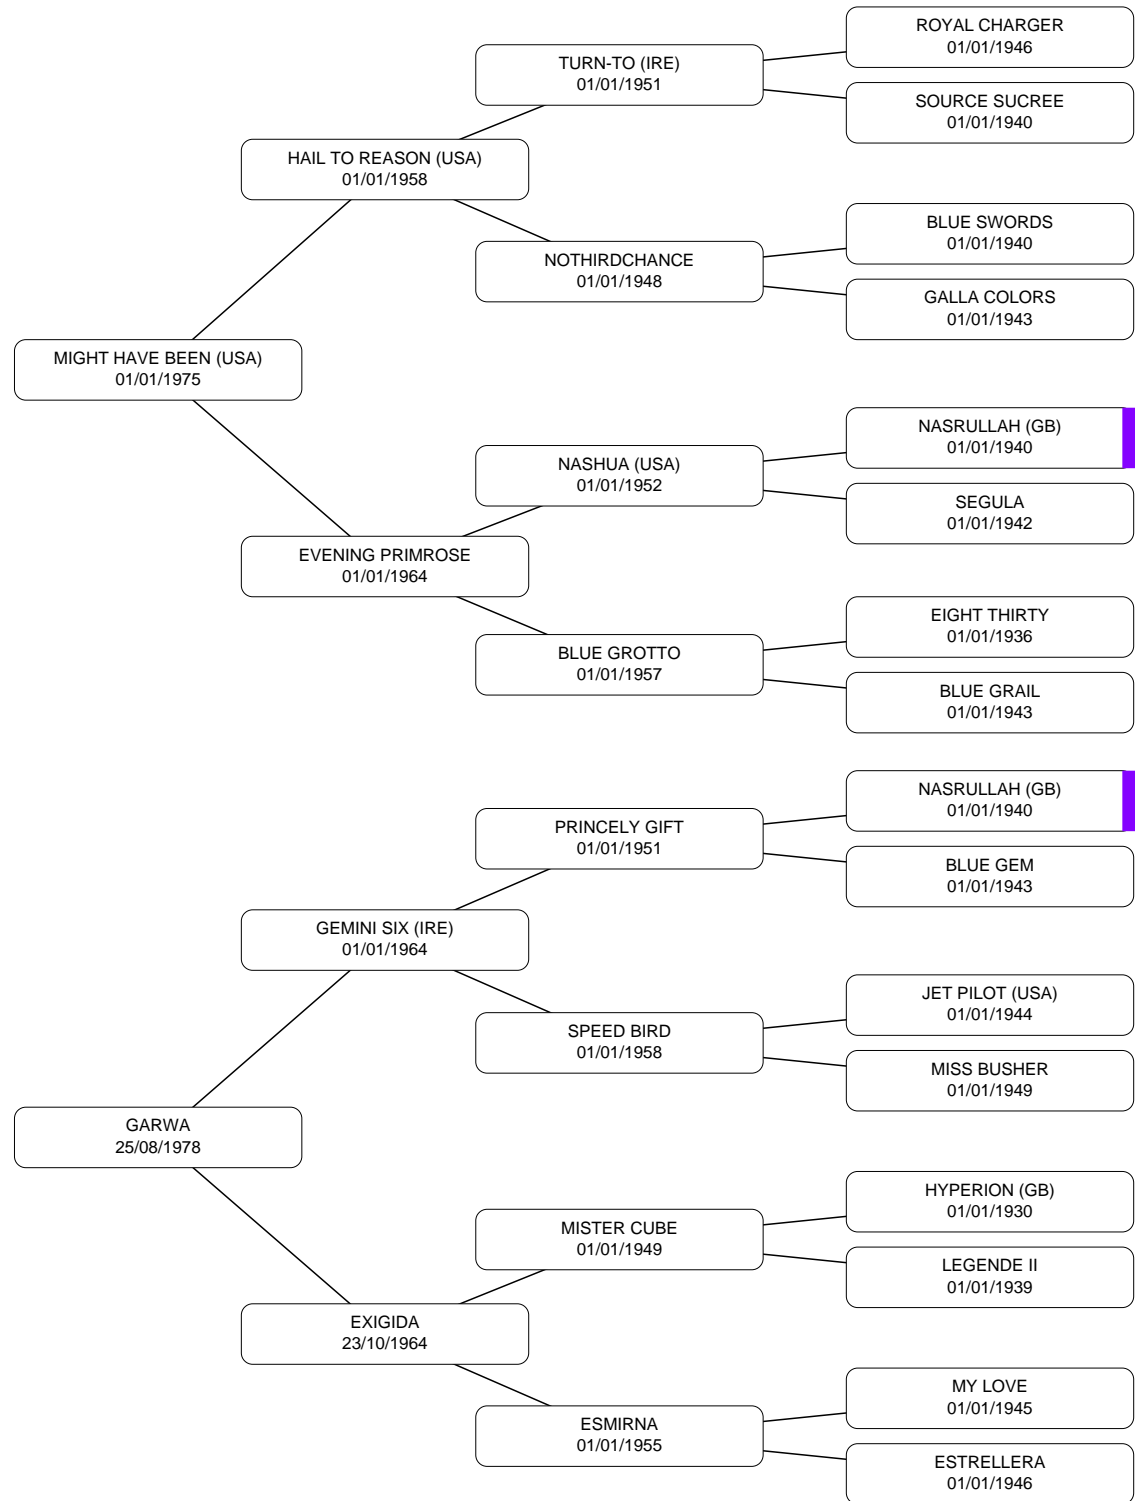 ROYAL CHARGER
01/01/1946
TURN-TO (IRE)
01/01/1951
SOURCE SUCREE
01/01/1940
HAIL TO REASON (USA)
01/01/1958
BLUE SWORDS
01/01/1940
NOTHIRDCHANCE
01/01/1948
GALLA COLORS
01/01/1943
MIGHT HAVE BEEN (USA)
01/01/1975
NASRULLAH (GB)
01/01/1940
NASHUA (USA)
01/01/1952
SEGULA
01/01/1942
EVENING PRIMROSE
01/01/1964
EIGHT THIRTY
01/01/1936
BLUE GROTTO
01/01/1957
BLUE GRAIL
01/01/1943
NASRULLAH (GB)
01/01/1940
PRINCELY GIFT
01/01/1951
BLUE GEM
01/01/1943
GEMINI SIX (IRE)
01/01/1964
JET PILOT (USA)
01/01/1944
SPEED BIRD
01/01/1958
MISS BUSHER
01/01/1949
GARWA
25/08/1978
HYPERION (GB)
01/01/1930
MISTER CUBE
01/01/1949
LEGENDE II
01/01/1939
EXIGIDA
23/10/1964
MY LOVE
01/01/1945
ESMIRNA
01/01/1955
ESTRELLERA
01/01/1946